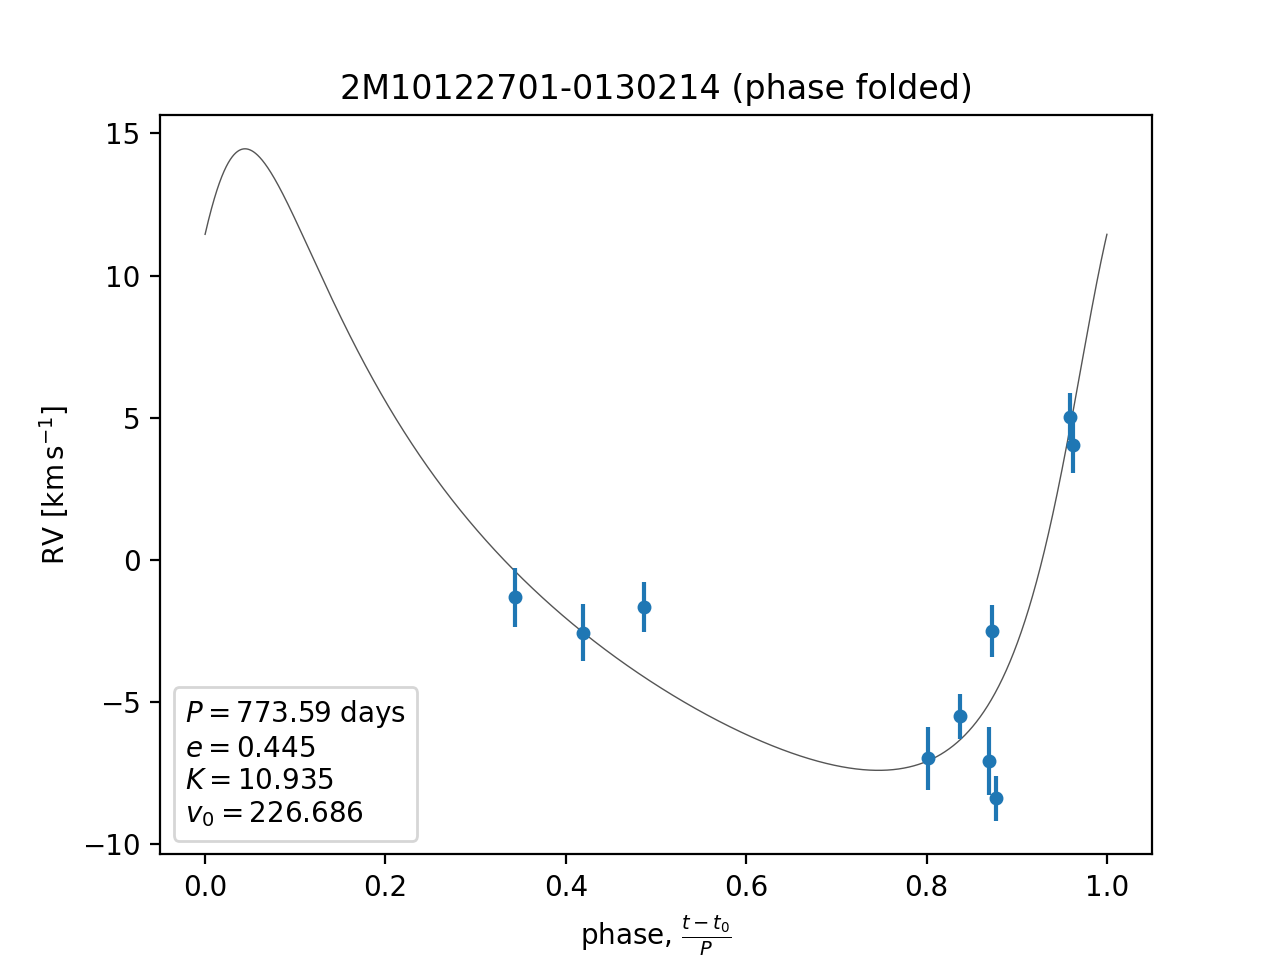 2M10122701-0130214 (phase folded)
RV [km s⁻¹]
15
10
5
0
−5
−10
P = 773.59 days
e = 0.445
K = 10.935
v₀ = 226.686
0.0 0.2 0.4 0.6 0.8 1.0
phase, (t − t₀)/P